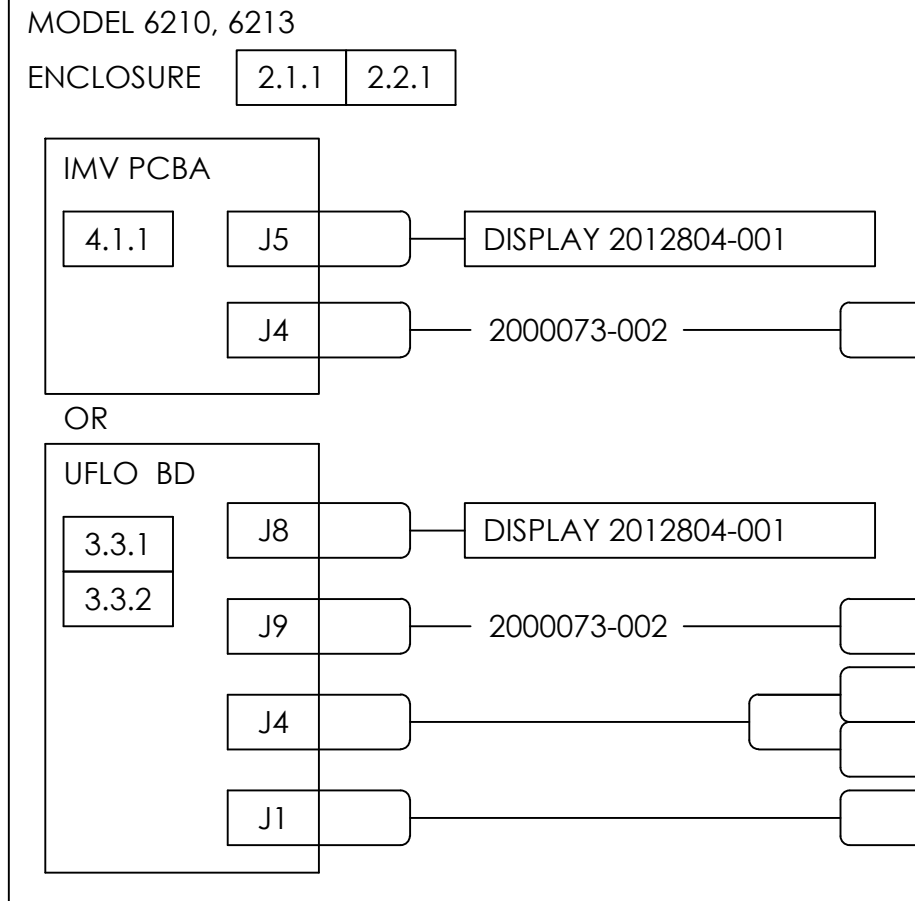 MODEL 6210, 6213
ENCLOSURE 2.1.1 2.2.1
IMV PCBA
4.1.1 J5 DISPLAY 2012804-001
J4 2000073-002
OR
UFLO BD
3.3.1 J8 DISPLAY 2012804-001
3.3.2
J9 2000073-002
J4
J1